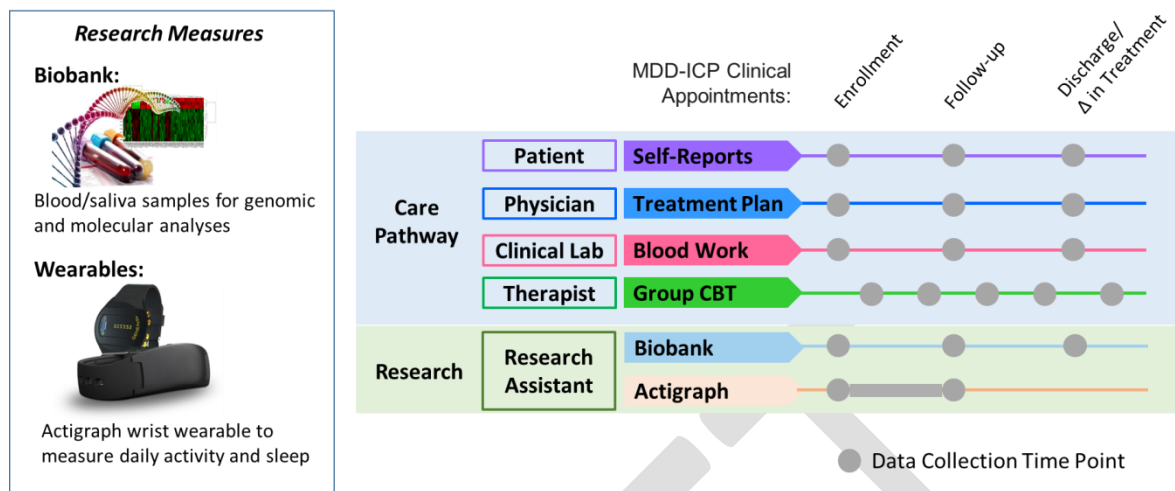 Research Measures
Biobank:
Blood/saliva samples for genomic
and molecular analyses
Wearables:
Actigraph wrist wearable to
measure daily activity and sleep
MDD-ICP Clinical
Appointments:
Enrollment
Follow-up
Discharge/
Δ in Treatment
Care
Pathway
Patient
Self-Reports
Physician
Treatment Plan
Clinical Lab
Blood Work
Therapist
Group CBT
Research
Research
Assistant
Biobank
Actigraph
Data Collection Time Point